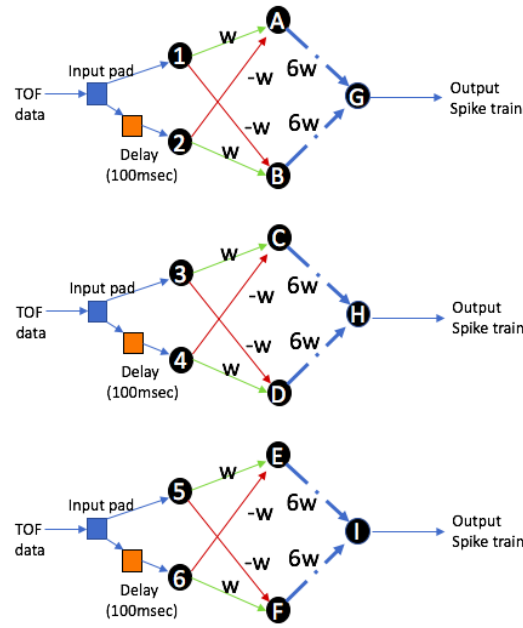 w
A
1
6w
Input pad
Output
TOF
-w
G
data
Spike train
-w
6w
2
w
Delay
B
(100msec)
C
w
3
6w
Input pad
Output
TOF
-w
H
data
Spike train
-w
6w
4
w
Delay
D
(100msec)
E
w
5
6w
Input pad
Output
TOF
-w
I
data
Spike train
-w
6w
6
w
Delay
F
(100msec)